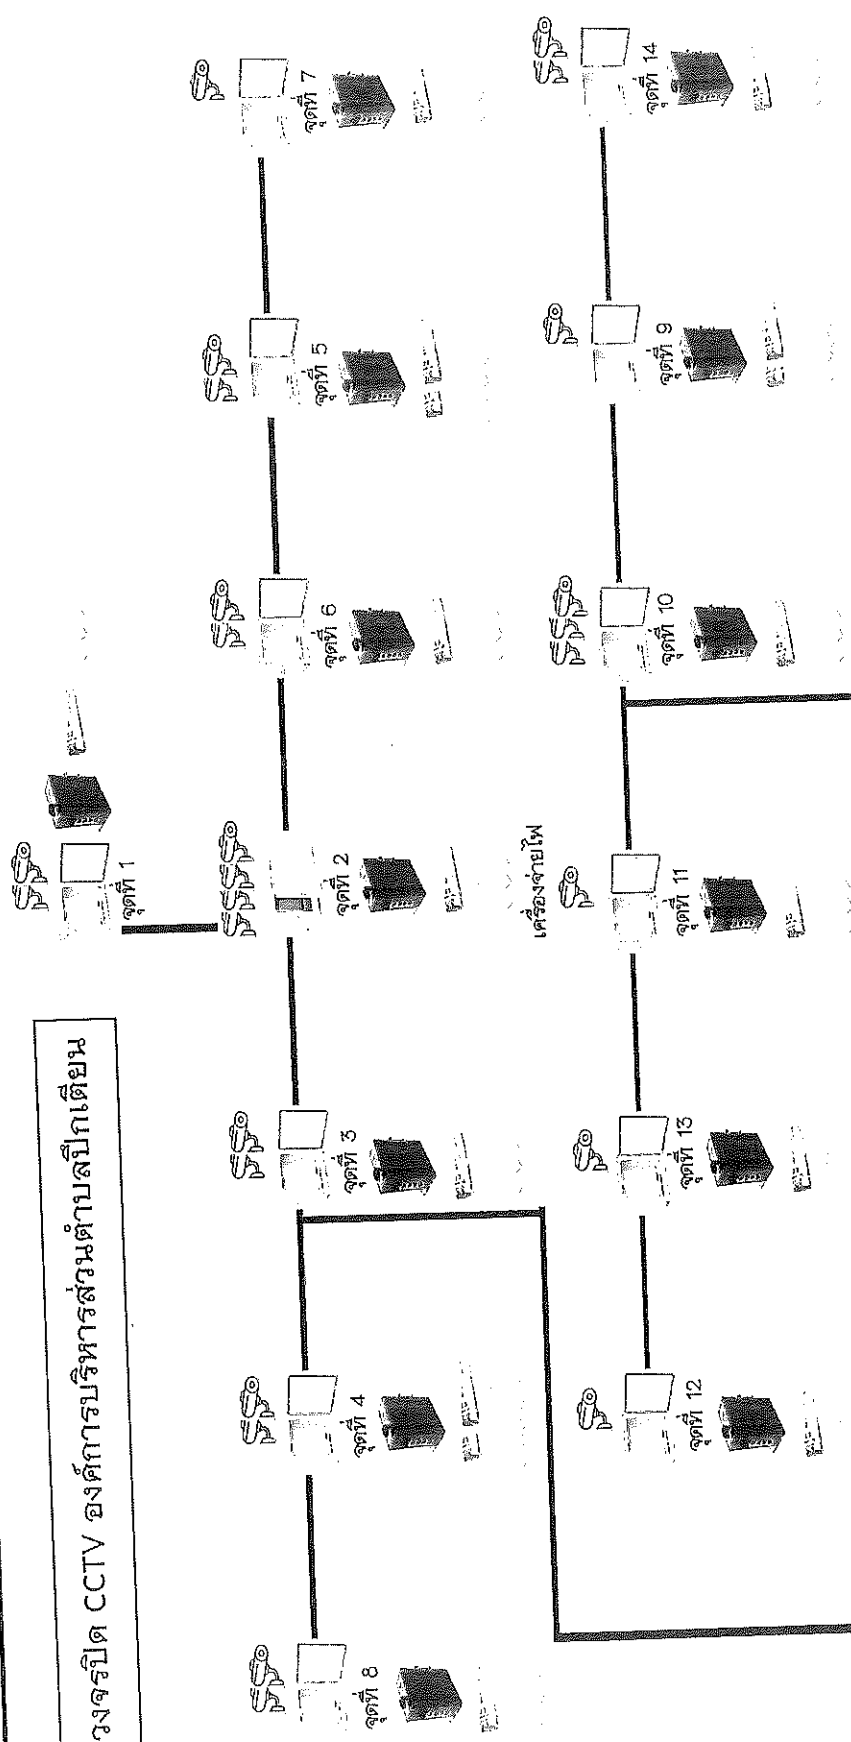 วงจรปิด CCTV องค์การบริหารส่วนตำบลปึกเตียน
จุดที่ 1
จุดที่ 8
จุดที่ 4
จุดที่ 3
จุดที่ 2
จุดที่ 6
จุดที่ 5
จุดที่ 7
เครื่องจ่ายไฟ
จุดที่ 12
จุดที่ 13
จุดที่ 11
จุดที่ 10
จุดที่ 9
จุดที่ 14